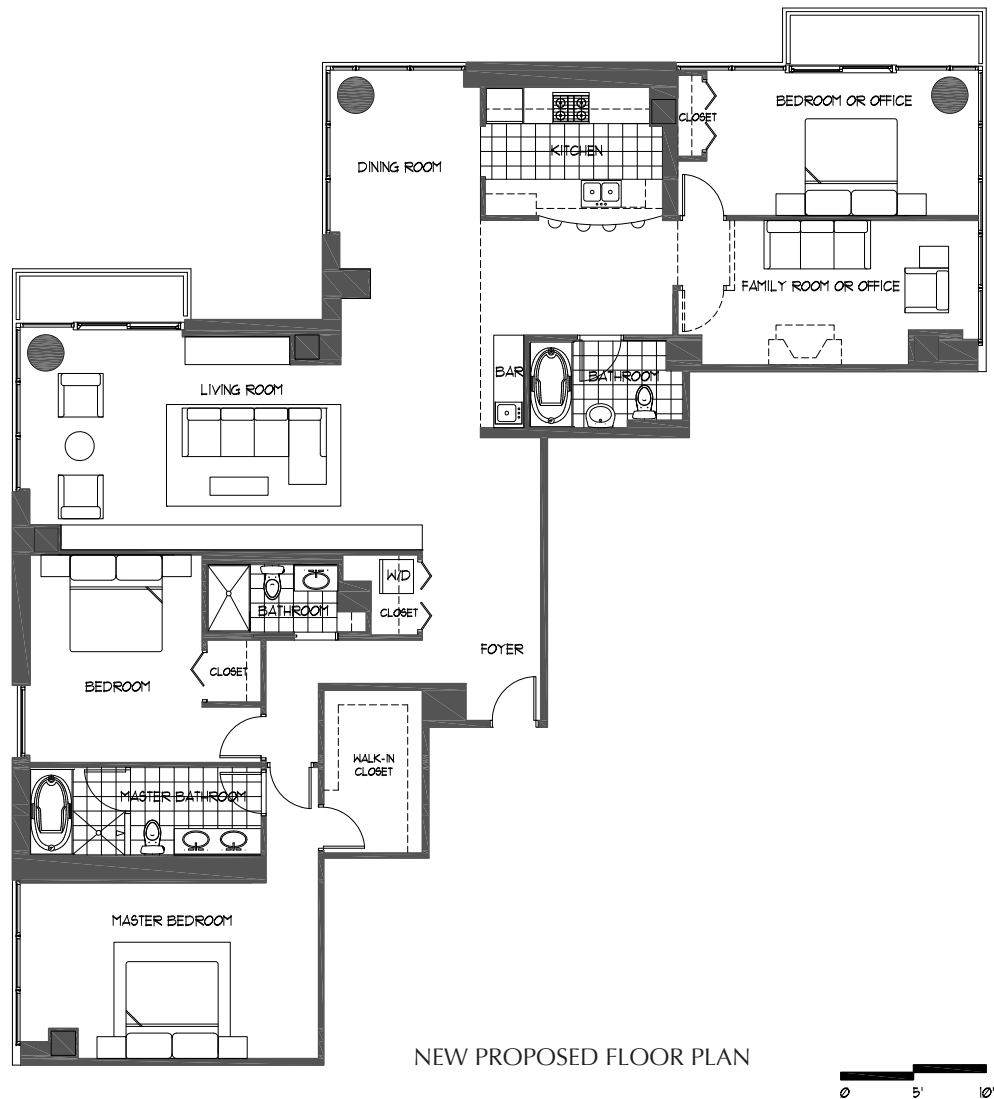 BEDROOM OR OFFICE
CLOSET
KITCHEN
DINING ROOM
FAMILY ROOM OR OFFICE
BAR
BATHROOM
LIVING ROOM
W/D
BATHROOM
CLOSET
FOYER
CLOSET
BEDROOM
WALK-IN
CLOSET
MASTER BATHROOM
MASTER BEDROOM
NEW PROPOSED FLOOR PLAN
0 5' 10'